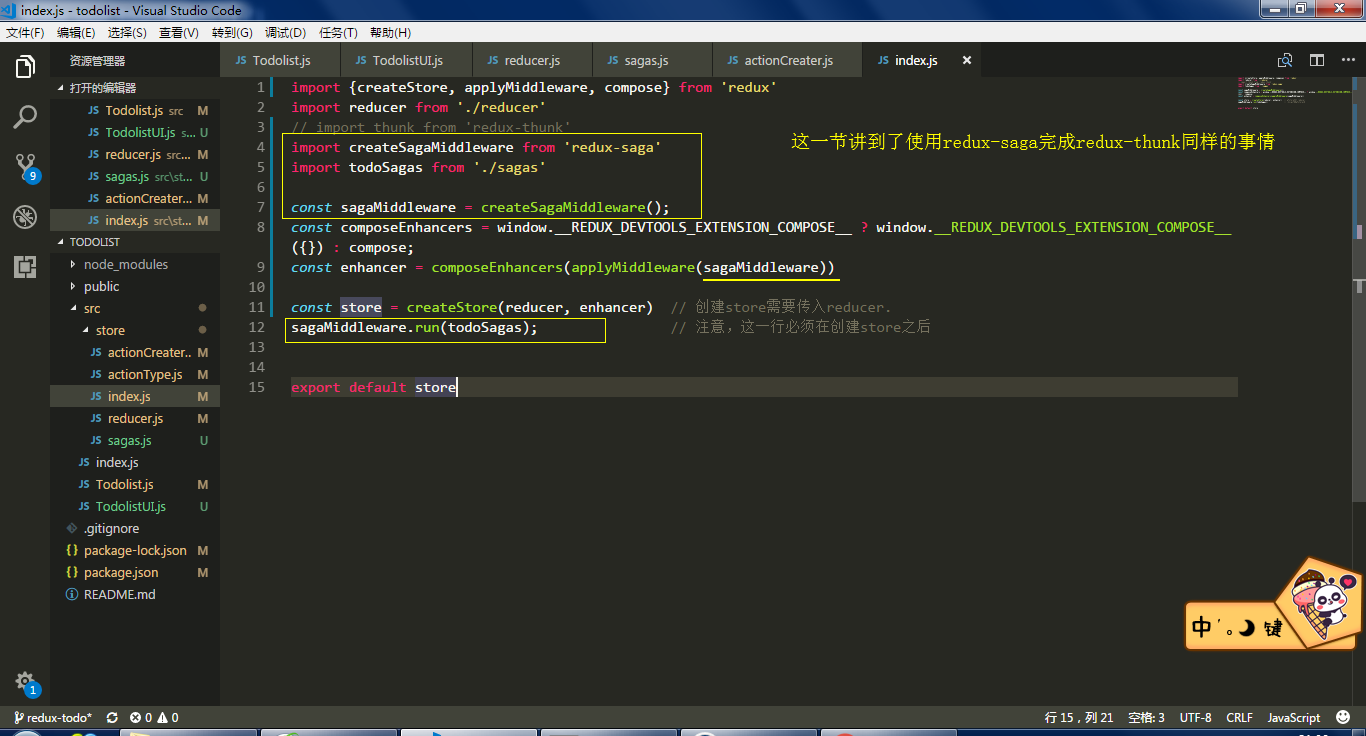 index.js - todolist - Visual Studio Code
文件(F) 编辑(E) 选择(S) 查看(V) 转到(G) 调试(D) 任务(T) 帮助(H)
资源管理器
打开的编辑器
JS Todolist.js src M
JS TodolistUI.js s... U
JS reducer.js src... M
JS sagas.js src\st... U
JS actionCreater... M
JS index.js src\st... M
TODOLIST
node_modules
public
src
store
JS actionCreater.. M
JS actionType.js M
JS index.js M
JS reducer.js M
JS sagas.js U
JS index.js
JS Todolist.js M
JS TodolistUI.js U
.gitignore
{} package-lock.json M
{} package.json M
README.md
9
1
JS Todolist.js JS TodolistUI.js JS reducer.js JS sagas.js JS actionCreater.js JS index.js ×
1 import {createStore, applyMiddleware, compose} from 'redux'
2 import reducer from './reducer'
3 // import thunk from 'redux-thunk'
4 import createSagaMiddleware from 'redux-saga'
5 import todoSagas from './sagas'
6
7 const sagaMiddleware = createSagaMiddleware();
8 const composeEnhancers = window.__REDUX_DEVTOOLS_EXTENSION_COMPOSE__ ? window.__REDUX_DEVTOOLS_EXTENSION_COMPOSE__
({}) : compose;
9 const enhancer = composeEnhancers(applyMiddleware(sagaMiddleware))
10
11 const store = createStore(reducer, enhancer) // 创建store需要传入reducer.
12 sagaMiddleware.run(todoSagas); // 注意，这一行必须在创建store之后
13
14
15 export default store
这一节讲到了使用redux-saga完成redux-thunk同样的事情
中 '。 键
redux-todo* 0 0 行 15，列 21 空格: 3 UTF-8 CRLF JavaScript